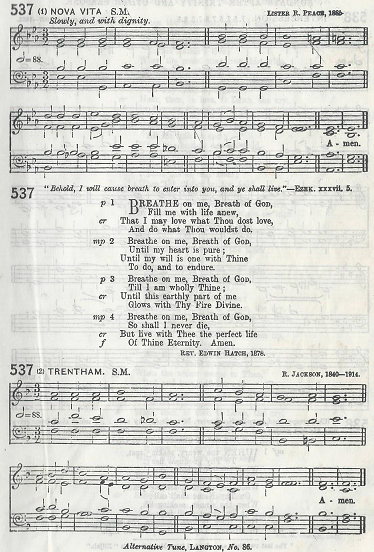 537 (1) NOVA VITA S.M. LISTER R. PEACE, 1885
Slowly, and with dignity.
𝅗𝅥=88.
A - men.
537 "Behold, I will cause breath to enter into you, and ye shall live."—EZEK. xxxvii. 5.
p 1 BREATHE on me, Breath of GOD,
Fill me with life anew,
cr That I may love what Thou dost love,
And do what Thou wouldst do.
mp 2 Breathe on me, Breath of GOD,
Until my heart is pure;
Until my will is one with Thine
To do, and to endure.
p 3 Breathe on me, Breath of GOD,
Till I am wholly Thine;
cr Until this earthly part of me
Glows with Thy Fire Divine.
mp 4 Breathe on me, Breath of GOD,
So shall I never die,
cr But live with Thee the perfect life
f Of Thine Eternity. Amen.
REV. EDWIN HATCH, 1878.
537 (2) TRENTHAM. S.M. R. JACKSON, 1840—1914.
𝅗𝅥=88.
A - men.
Alternative Tune, LANGTON, No. 86.